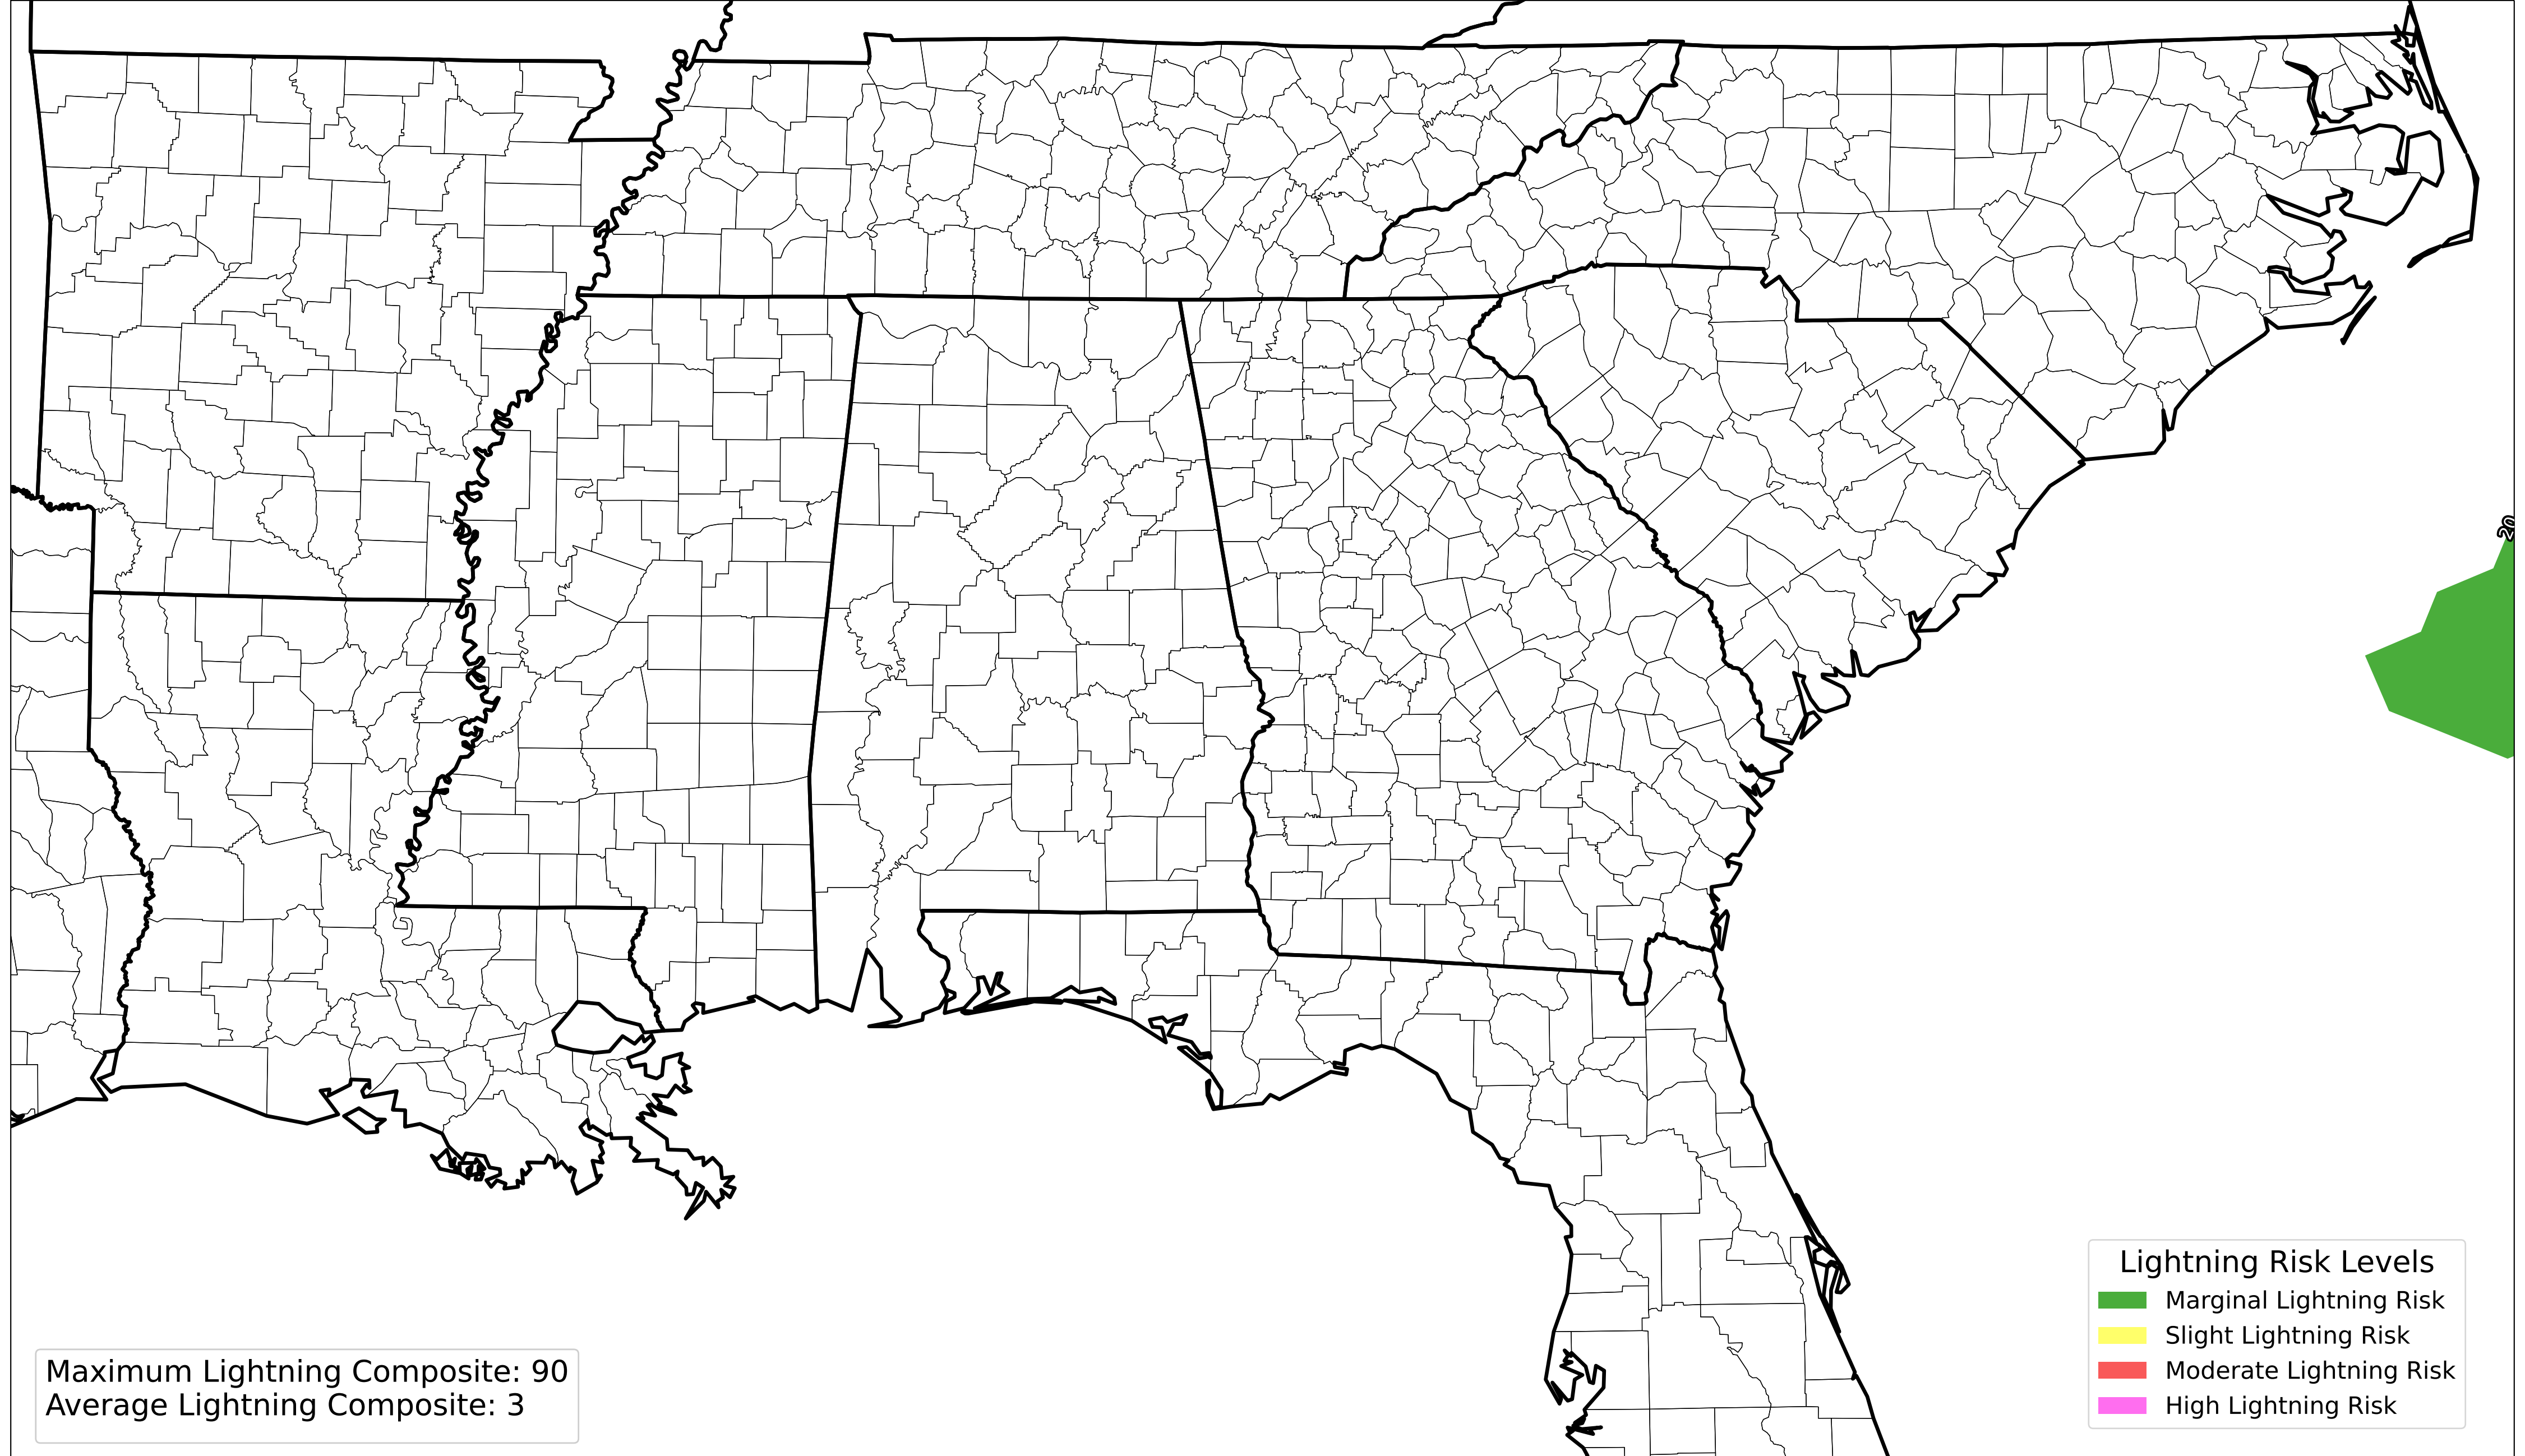 20
Lightning Risk Levels
Marginal Lightning Risk
Slight Lightning Risk
Moderate Lightning Risk
High Lightning Risk
Maximum Lightning Composite: 90
Average Lightning Composite: 3